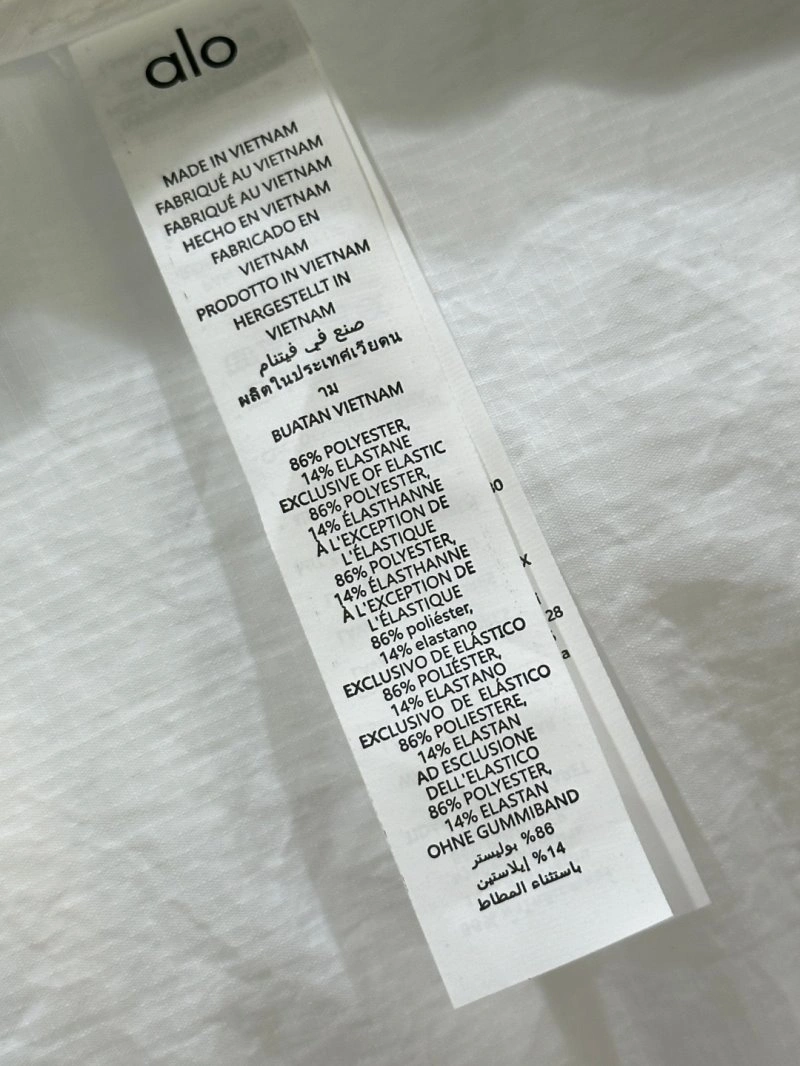 alo
MADE IN VIETNAM
FABRIQUÉ AU VIETNAM
FABRIQUÉ AU VIETNAM
HECHO EN VIETNAM
FABRICADO EN
VIETNAM
PRODOTTO IN VIETNAM
HERGESTELLT IN
VIETNAM
صنع في فيتنام
ผลิตในประเทศเวียดน
าม
BUATAN VIETNAM
86% POLYESTER,
14% ELASTANE
EXCLUSIVE OF ELASTIC
86% POLYESTER,
14% ÉLASTHANNE
À L'EXCEPTION DE
L'ÉLASTIQUE
86% POLYESTER,
14% ÉLASTHANNE
À L'EXCEPTION DE
L'ÉLASTIQUE
86% poliéster,
14% elastano
EXCLUSIVO DE ELÁSTICO
86% POLIÉSTER,
14% ELASTANO
EXCLUSIVO DE ELÁSTICO
86% POLIESTERE,
14% ELASTAN
AD ESCLUSIONE
DELL'ELASTICO
86% POLYESTER,
14% ELASTAN
OHNE GUMMIBAND
86% بوليستر
14% إيلاستين
باستثناء المطاط
X
28
a